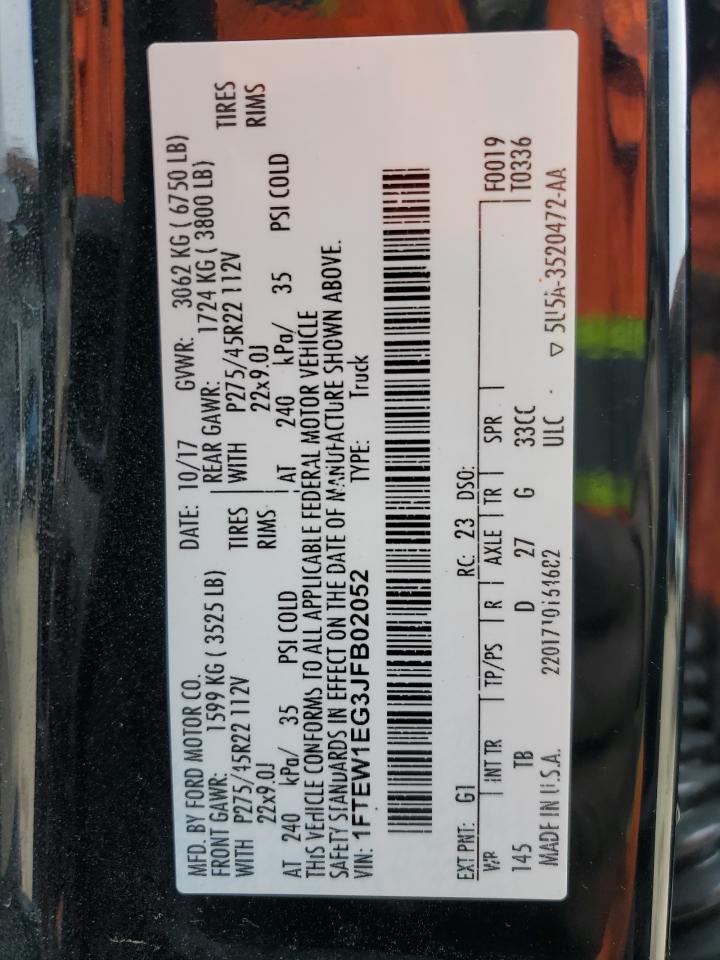 MFD. BY FORD MOTOR CO. DATE: 10/17 GVWR: 3062 KG ( 6750 LB)
FRONT GAWR: 1599 KG ( 3525 LB) REAR GAWR: 1724 KG ( 3800 LB)
WITH P275/45R22 112V TIRES WITH P275/45R22 112V TIRES
22x9.0J RIMS 22x9.0J RIMS
AT 240 kPa/ 35 PSI COLD AT 240 kPa/ 35 PSI COLD
THIS VEHICLE CONFORMS TO ALL APPLICABLE FEDERAL MOTOR VEHICLE
SAFETY STANDARDS IN EFFECT ON THE DATE OF MANUFACTURE SHOWN ABOVE.
VIN: 1FTEW1EG3JFB02052 TYPE: Truck
EXT PNT: G1 RC: 23 DSO: F0019
WB INT TR TP/PS R AXLE TR SPR T0336
145 TB D 27 G 33CC
MADE IN U.S.A. ULC ▽ 5U5A-3520472-AA